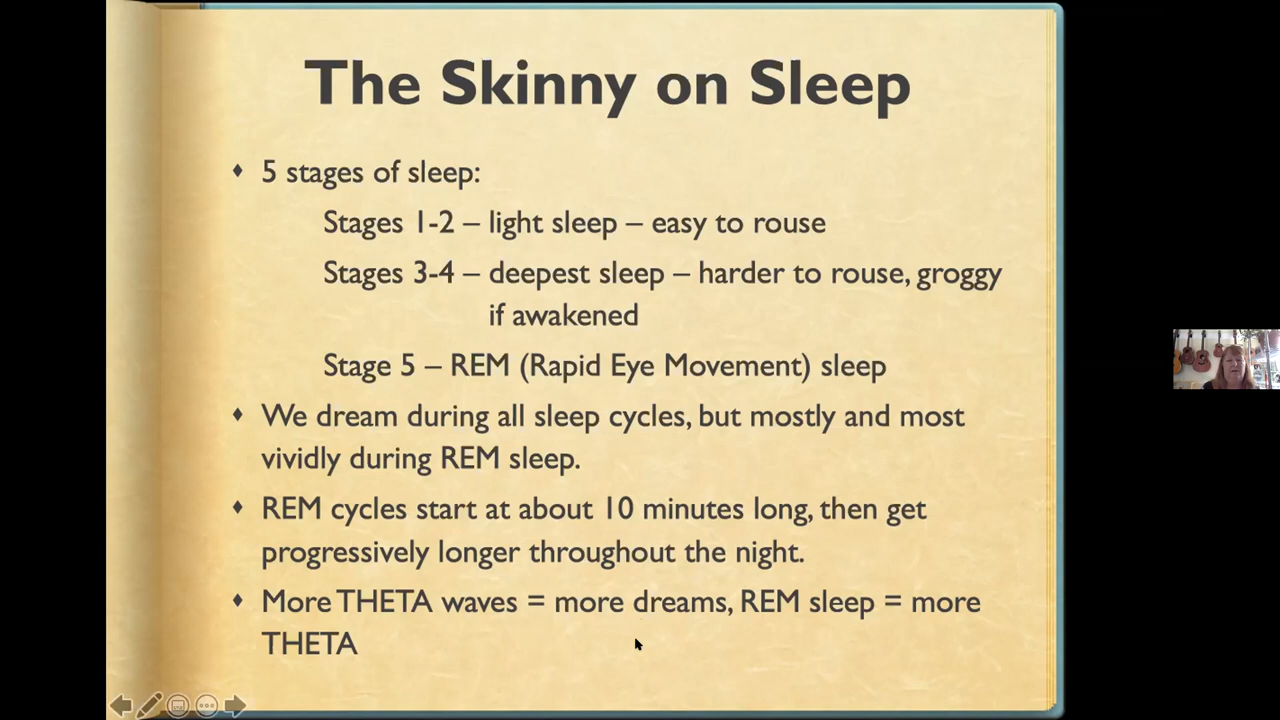 The Skinny on Sleep
5 stages of sleep:
Stages 1-2 – light sleep – easy to rouse
Stages 3-4 – deepest sleep – harder to rouse, groggy
if awakened
Stage 5 – REM (Rapid Eye Movement) sleep
We dream during all sleep cycles, but mostly and most
vividly during REM sleep.
REM cycles start at about 10 minutes long, then get
progressively longer throughout the night.
More THETA waves = more dreams, REM sleep = more
THETA